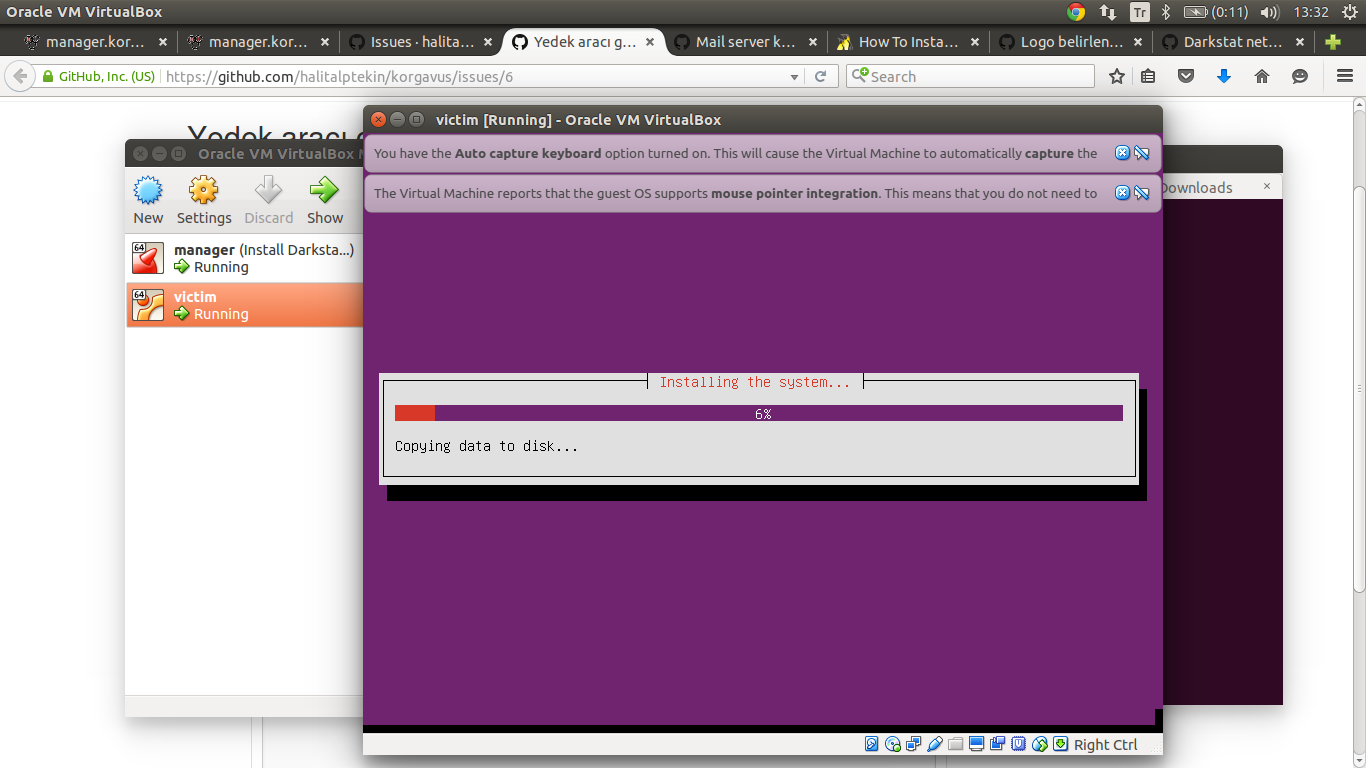 Oracle VM VirtualBox
Tr
(0:11)
13:32
manager.kor...
manager.kor...
Issues · halita...
Yedek aracı g...
Mail server k...
How To Insta...
Logo belirlen...
Darkstat net...
GitHub, Inc. (US)
https://github.com/halitalptekin/korgavus/issues/6
Search
Yedek aracı
Oracle VM VirtualBox
New
Settings
Discard
Show
64
manager (Install Darksta...)
Running
64
victim
Running
victim [Running] - Oracle VM VirtualBox
You have the Auto capture keyboard option turned on. This will cause the Virtual Machine to automatically capture the
The Virtual Machine reports that the guest OS supports mouse pointer integration. This means that you do not need to
Downloads
Installing the system...
6%
Copying data to disk...
Right Ctrl